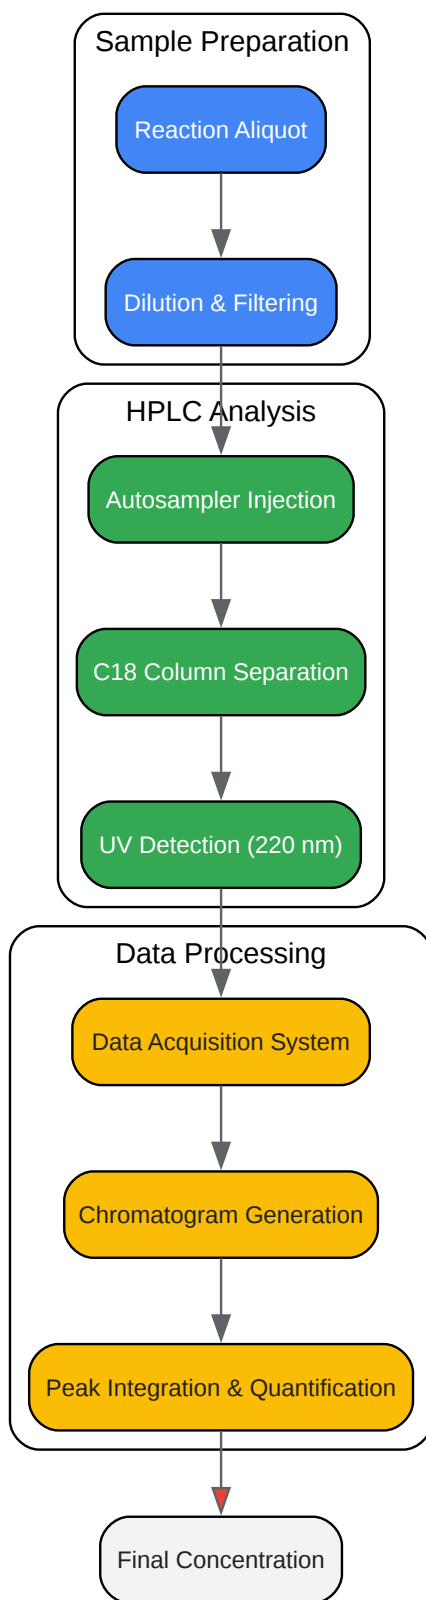 Sample Preparation
Reaction Aliquot
Dilution & Filtering
HPLC Analysis
Autosampler Injection
C18 Column Separation
UV Detection (220 nm)
Data Processing
Data Acquisition System
Chromatogram Generation
Peak Integration & Quantification
Final Concentration